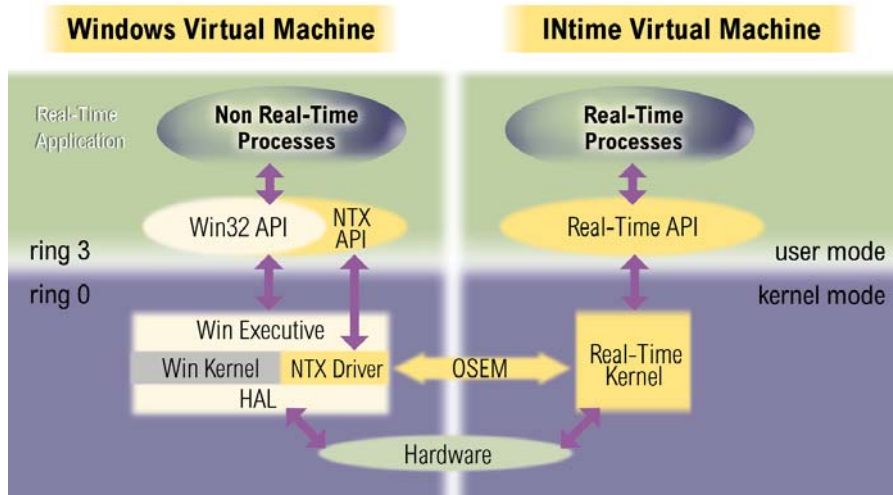 Windows Virtual Machine
INtime Virtual Machine
Real-Time
Application
Non Real-Time
Processes
Real-Time
Processes
Win32 API
NTX
API
Real-Time API
ring 3
user mode
ring 0
kernel mode
Win Executive
Win Kernel
NTX Driver
HAL
OSEM
Real-Time
Kernel
Hardware